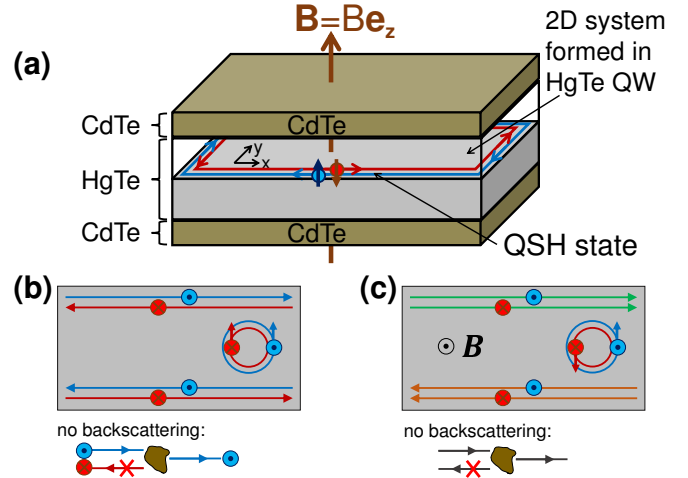 B=Be_z
2D system
formed in
HgTe QW
(a)
CdTe
CdTe
y
x
HgTe
CdTe
CdTe
QSH state
(b)
(c)
B
no backscattering:
no backscattering: